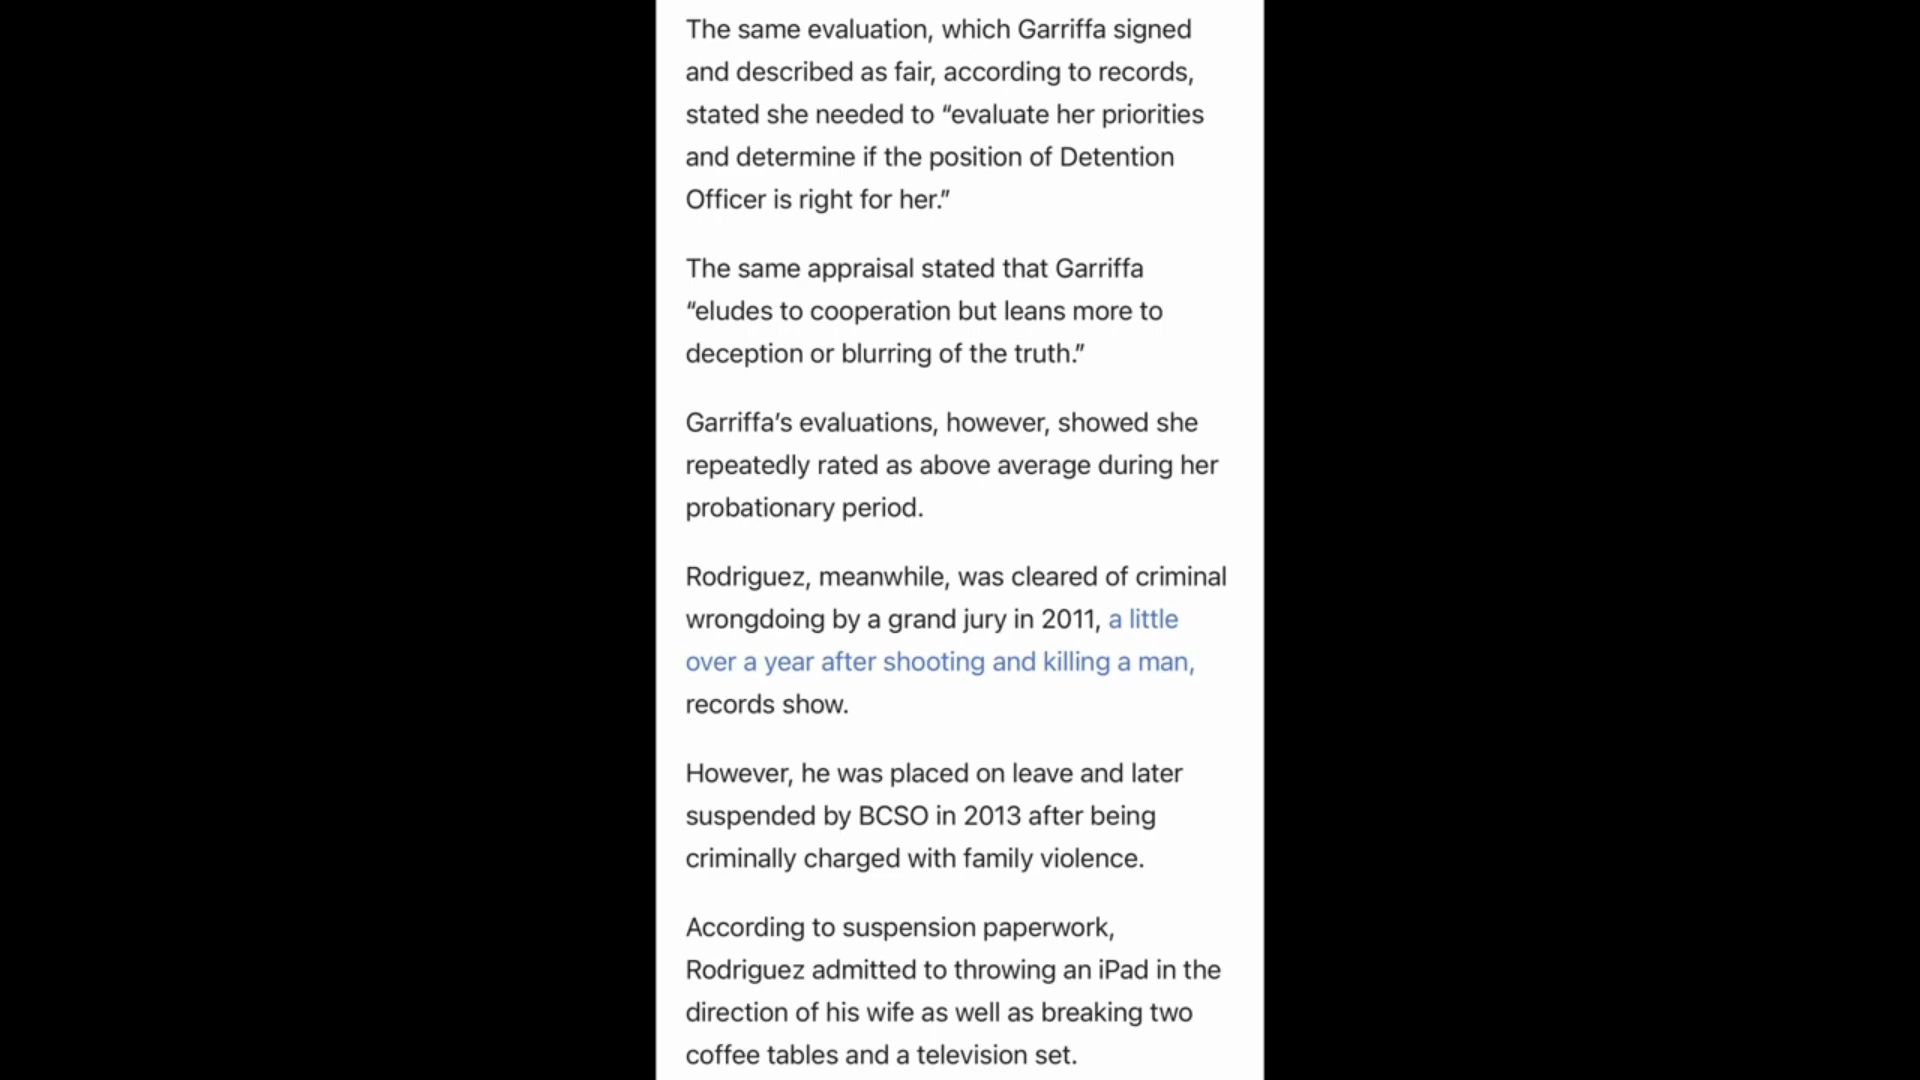 The same evaluation, which Garriffa signed
and described as fair, according to records,
stated she needed to “evaluate her priorities
and determine if the position of Detention
Officer is right for her.”
The same appraisal stated that Garriffa
“eludes to cooperation but leans more to
deception or blurring of the truth.”
Garriffa’s evaluations, however, showed she
repeatedly rated as above average during her
probationary period.
Rodriguez, meanwhile, was cleared of criminal
wrongdoing by a grand jury in 2011, a little
over a year after shooting and killing a man,
records show.
However, he was placed on leave and later
suspended by BCSO in 2013 after being
criminally charged with family violence.
According to suspension paperwork,
Rodriguez admitted to throwing an iPad in the
direction of his wife as well as breaking two
coffee tables and a television set.